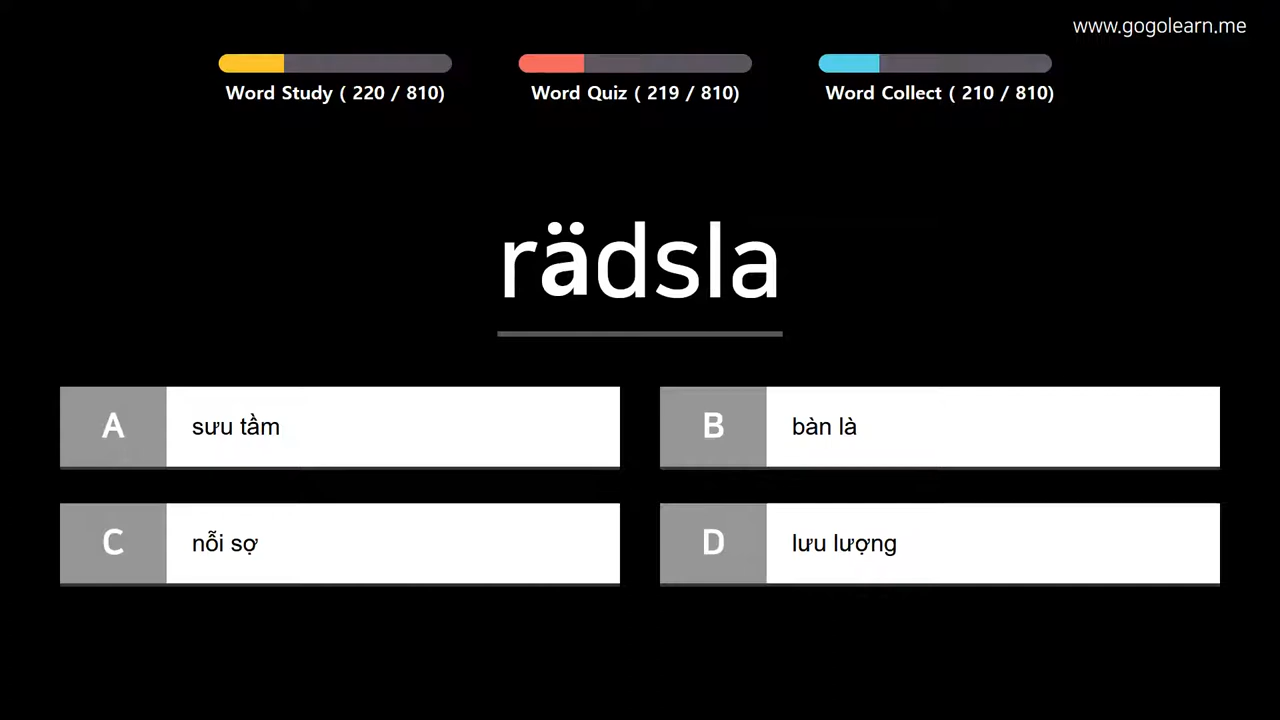 www.gogolearn.me
Word Study ( 220 / 810)
Word Quiz ( 219 / 810)
Word Collect ( 210 / 810)
rädsla
A
sưu tầm
B
bàn là
C
nỗi sợ
D
lưu lượng